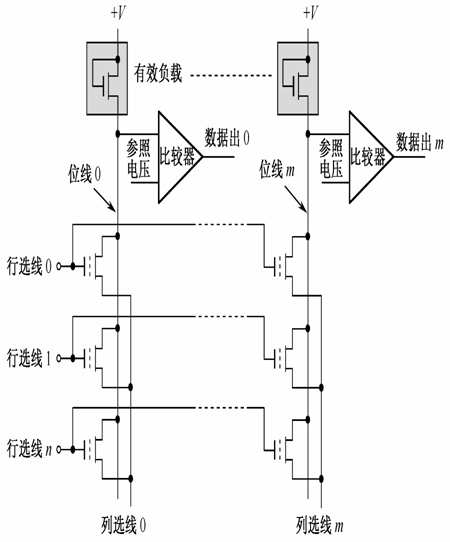 +V
+V
有效负载
数据出 0
数据出 m
参照
电压
比较器
参照
电压
比较器
位线 0
位线 m
行选线 0
行选线 1
行选线 n
列选线 0
列选线 m